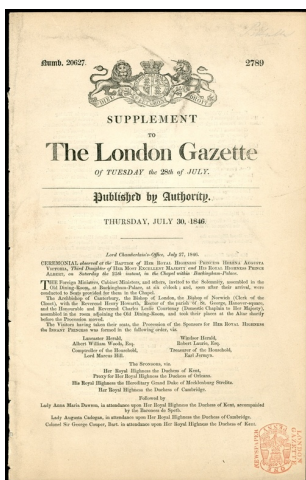 Numb. 20627.
2789
SUPPLEMENT
TO
The London Gazette
Of TUESDAY the 28th of JULY.
Published by Authority.
THURSDAY, JULY 30, 1846.
Lord Chamberlain's-Office, July 27, 1846.
CEREMONIAL observed at the BAPTISM of HER ROYAL HIGHNESS PRINCESS HELENA AUGUSTA
VICTORIA, Third Daughter of HER MOST EXCELLENT MAJESTY and HIS ROYAL HIGHNESS PRINCE
ALBERT, on Saturday the 25th instant, in the Chapel within Buckingham-Palace.
THE Foreign Ministers, Cabinet Ministers, and others, invited to the Solemnity, assembled in the
Old Dining-Room, at Buckingham-Palace, at six o'clock; and, soon after their arrival, were
conducted to Seats provided for them in the Chapel.
The Archbishop of Canterbury, the Bishop of London, the Bishop of Norwich (Clerk of the
Closet), with the Reverend Henry Howarth, Rector of the parish of St. George, Hanover-square,
and the Honourable and Reverend Charles Leslie Courtenay (Domestic Chaplain to Her Majesty),
assembled in the room adjoining the Old Dining-Room, and took their places at the Altar shortly
before the Procession moved.
The Visitors having taken their seats, the Procession of the Sponsors for HER ROYAL HIGHNESS
the INFANT PRINCESS was formed in the following order, viz.
Lancaster Herald, Windsor Herald,
Albert William Woods, Esq. Robert Laurie, Esq.
Comptroller of the Household, Treasurer of the Household,
Lord Marcus Hill. Earl Jermyn.
The SPONSORS, viz.
Her Royal Highness the Duchess of Kent,
Proxy for Her Royal Highness the Duchess of Orleans.
His Royal Highness the Hereditary Grand Duke of Mecklenburg Strelitz.
Her Royal Highness the Duchess of Cambridge.
Followed by
Lady Anna Maria Dawson, in attendance upon Her Royal Highness the Duchess of Kent, accompanied
by the Baroness de Speth.
Lady Augusta Cadogan, in attendance upon Her Royal Highness the Duchess of Cambridge.
Colonel Sir George Couper, Bart. in attendance upon Her Royal Highness the Duchess of Kent.